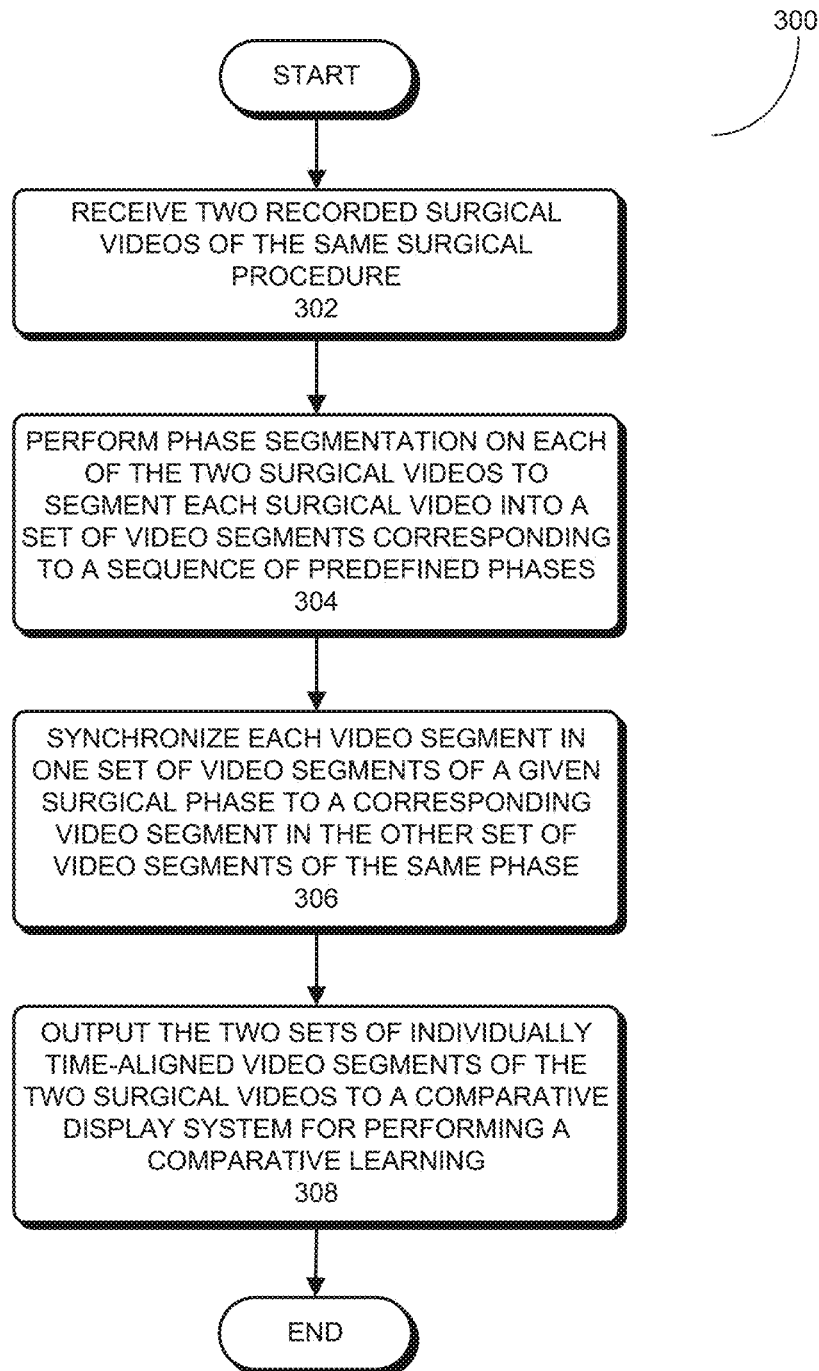 300
START
RECEIVE TWO RECORDED SURGICAL
VIDEOS OF THE SAME SURGICAL
PROCEDURE
302
PERFORM PHASE SEGMENTATION ON EACH
OF THE TWO SURGICAL VIDEOS TO
SEGMENT EACH SURGICAL VIDEO INTO A
SET OF VIDEO SEGMENTS CORRESPONDING
TO A SEQUENCE OF PREDEFINED PHASES
304
SYNCHRONIZE EACH VIDEO SEGMENT IN
ONE SET OF VIDEO SEGMENTS OF A GIVEN
SURGICAL PHASE TO A CORRESPONDING
VIDEO SEGMENT IN THE OTHER SET OF
VIDEO SEGMENTS OF THE SAME PHASE
306
OUTPUT THE TWO SETS OF INDIVIDUALLY
TIME-ALIGNED VIDEO SEGMENTS OF THE
TWO SURGICAL VIDEOS TO A COMPARATIVE
DISPLAY SYSTEM FOR PERFORMING A
COMPARATIVE LEARNING
308
END